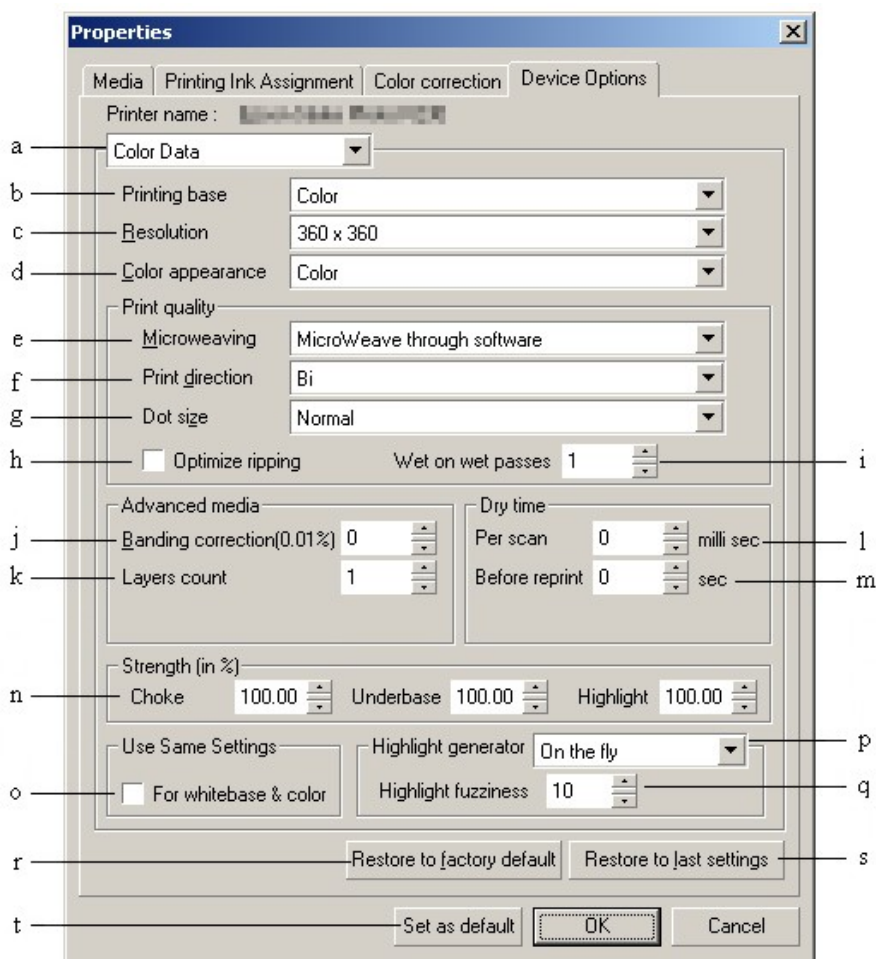 Properties
Media Printing Ink Assignment Color correction Device Options
Printer name :
a Color Data
b Printing base Color
c Resolution 360 x 360
d Color appearance Color
Print quality
e Microweaving MicroWeave through software
f Print direction Bi
g Dot size Normal
h Optimize ripping Wet on wet passes 1 i
Advanced media Dry time
j Banding correction(0.01%) 0 Per scan 0 milli sec l
k Layers count 1 Before reprint 0 sec m
Strength (in %)
n Choke 100.00 Underbase 100.00 Highlight 100.00
Use Same Settings Highlight generator On the fly p
o For whitebase & color Highlight fuzziness 10 q
r Restore to factory default Restore to last settings s
t Set as default OK Cancel